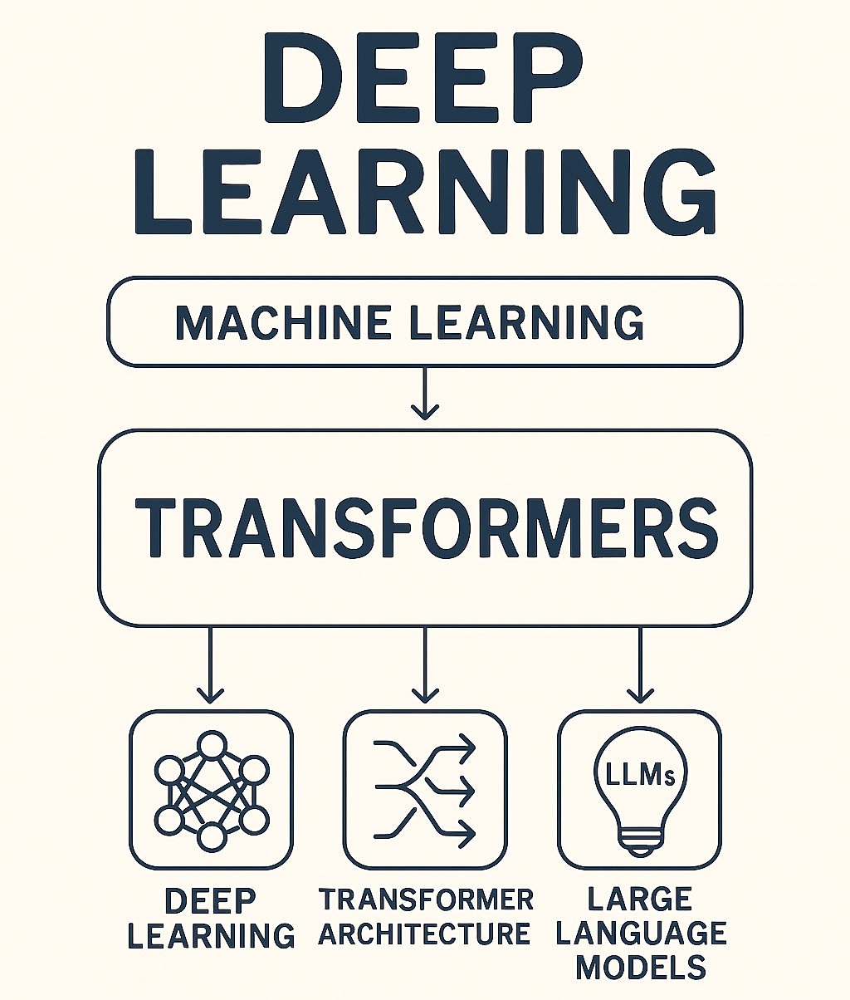 DEEP
LEARNING
MACHINE LEARNING
TRANSFORMERS
LLMs
DEEP
LEARNING
TRANSFORMER
ARCHITECTURE
LARGE
LANGUAGE
MODELS